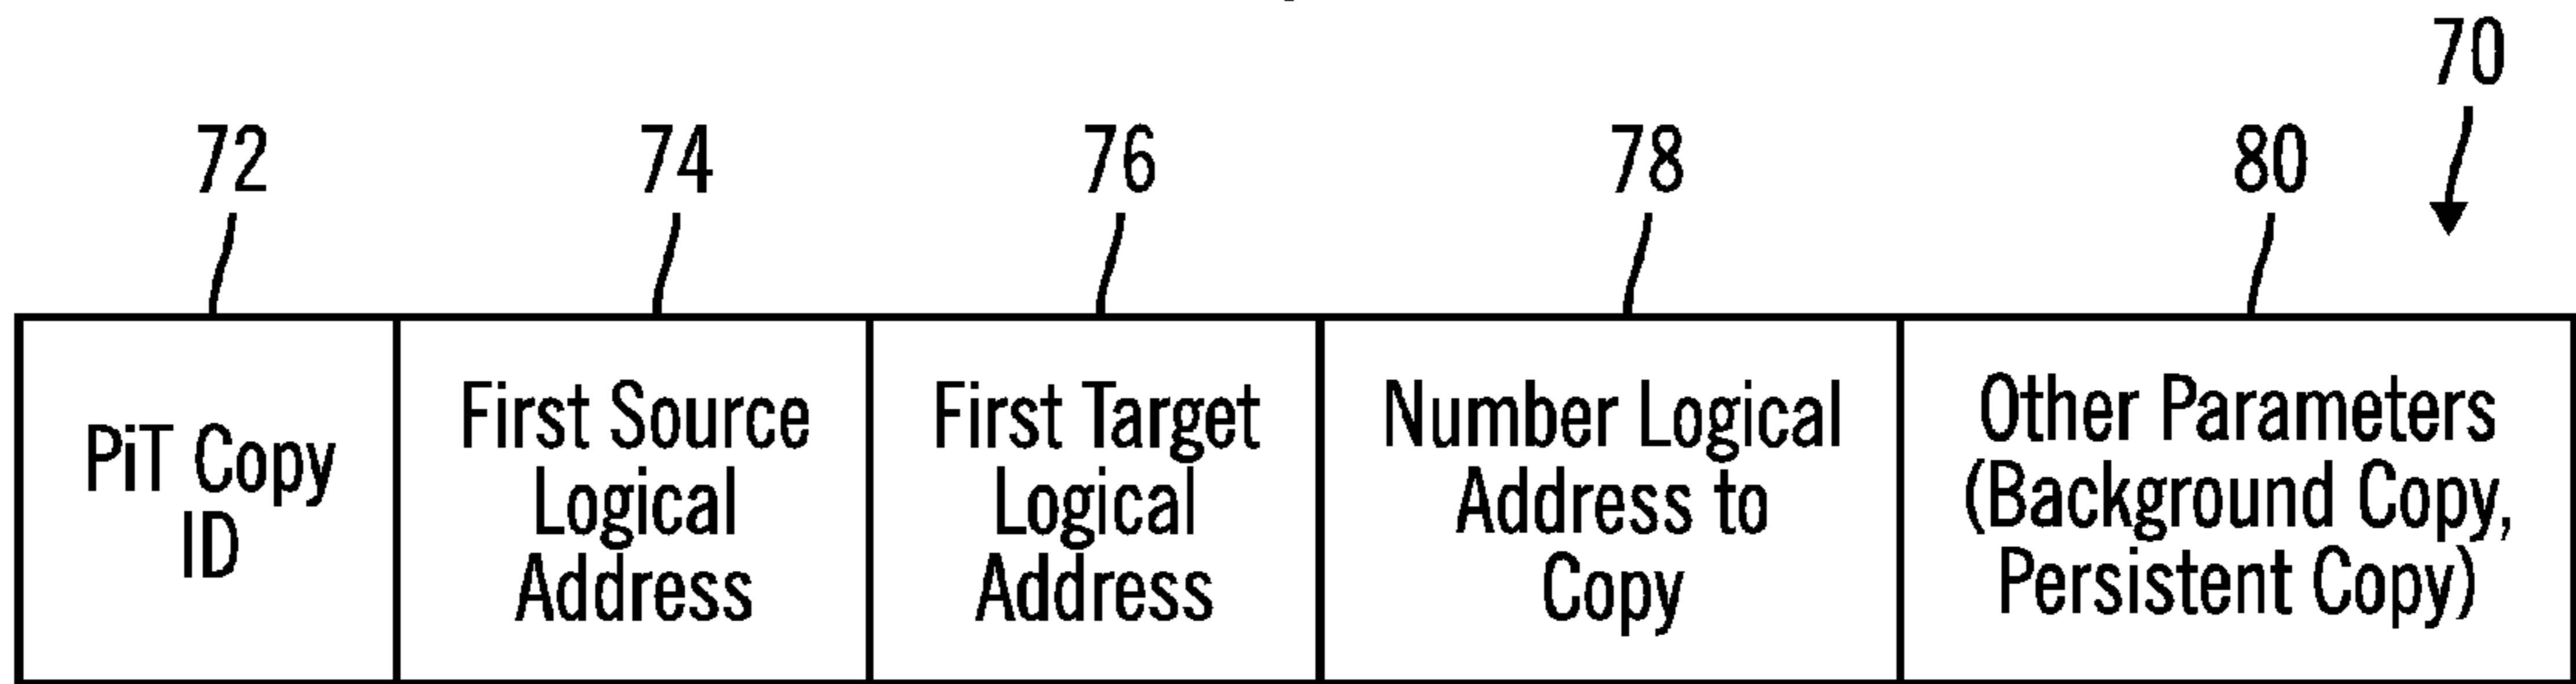 70
72
74
76
78
80
PiT Copy
ID
First Source
Logical
Address
First Target
Logical
Address
Number Logical
Address to
Copy
Other Parameters
(Background Copy,
Persistent Copy)